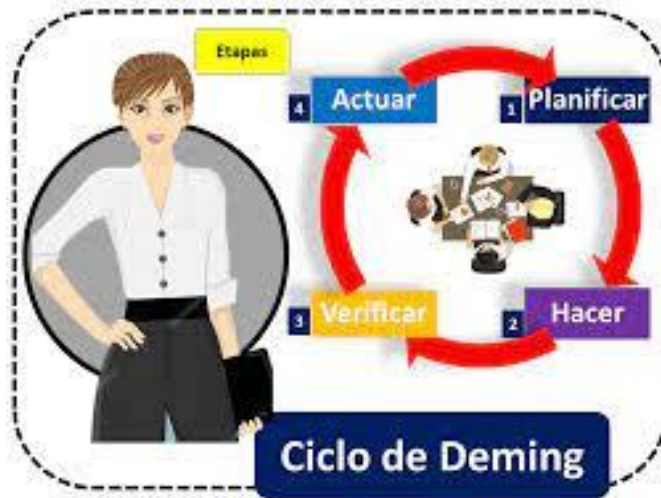 Etapas
4 Actuar
1 Planificar
3 Verificar
2 Hacer
Ciclo de Deming